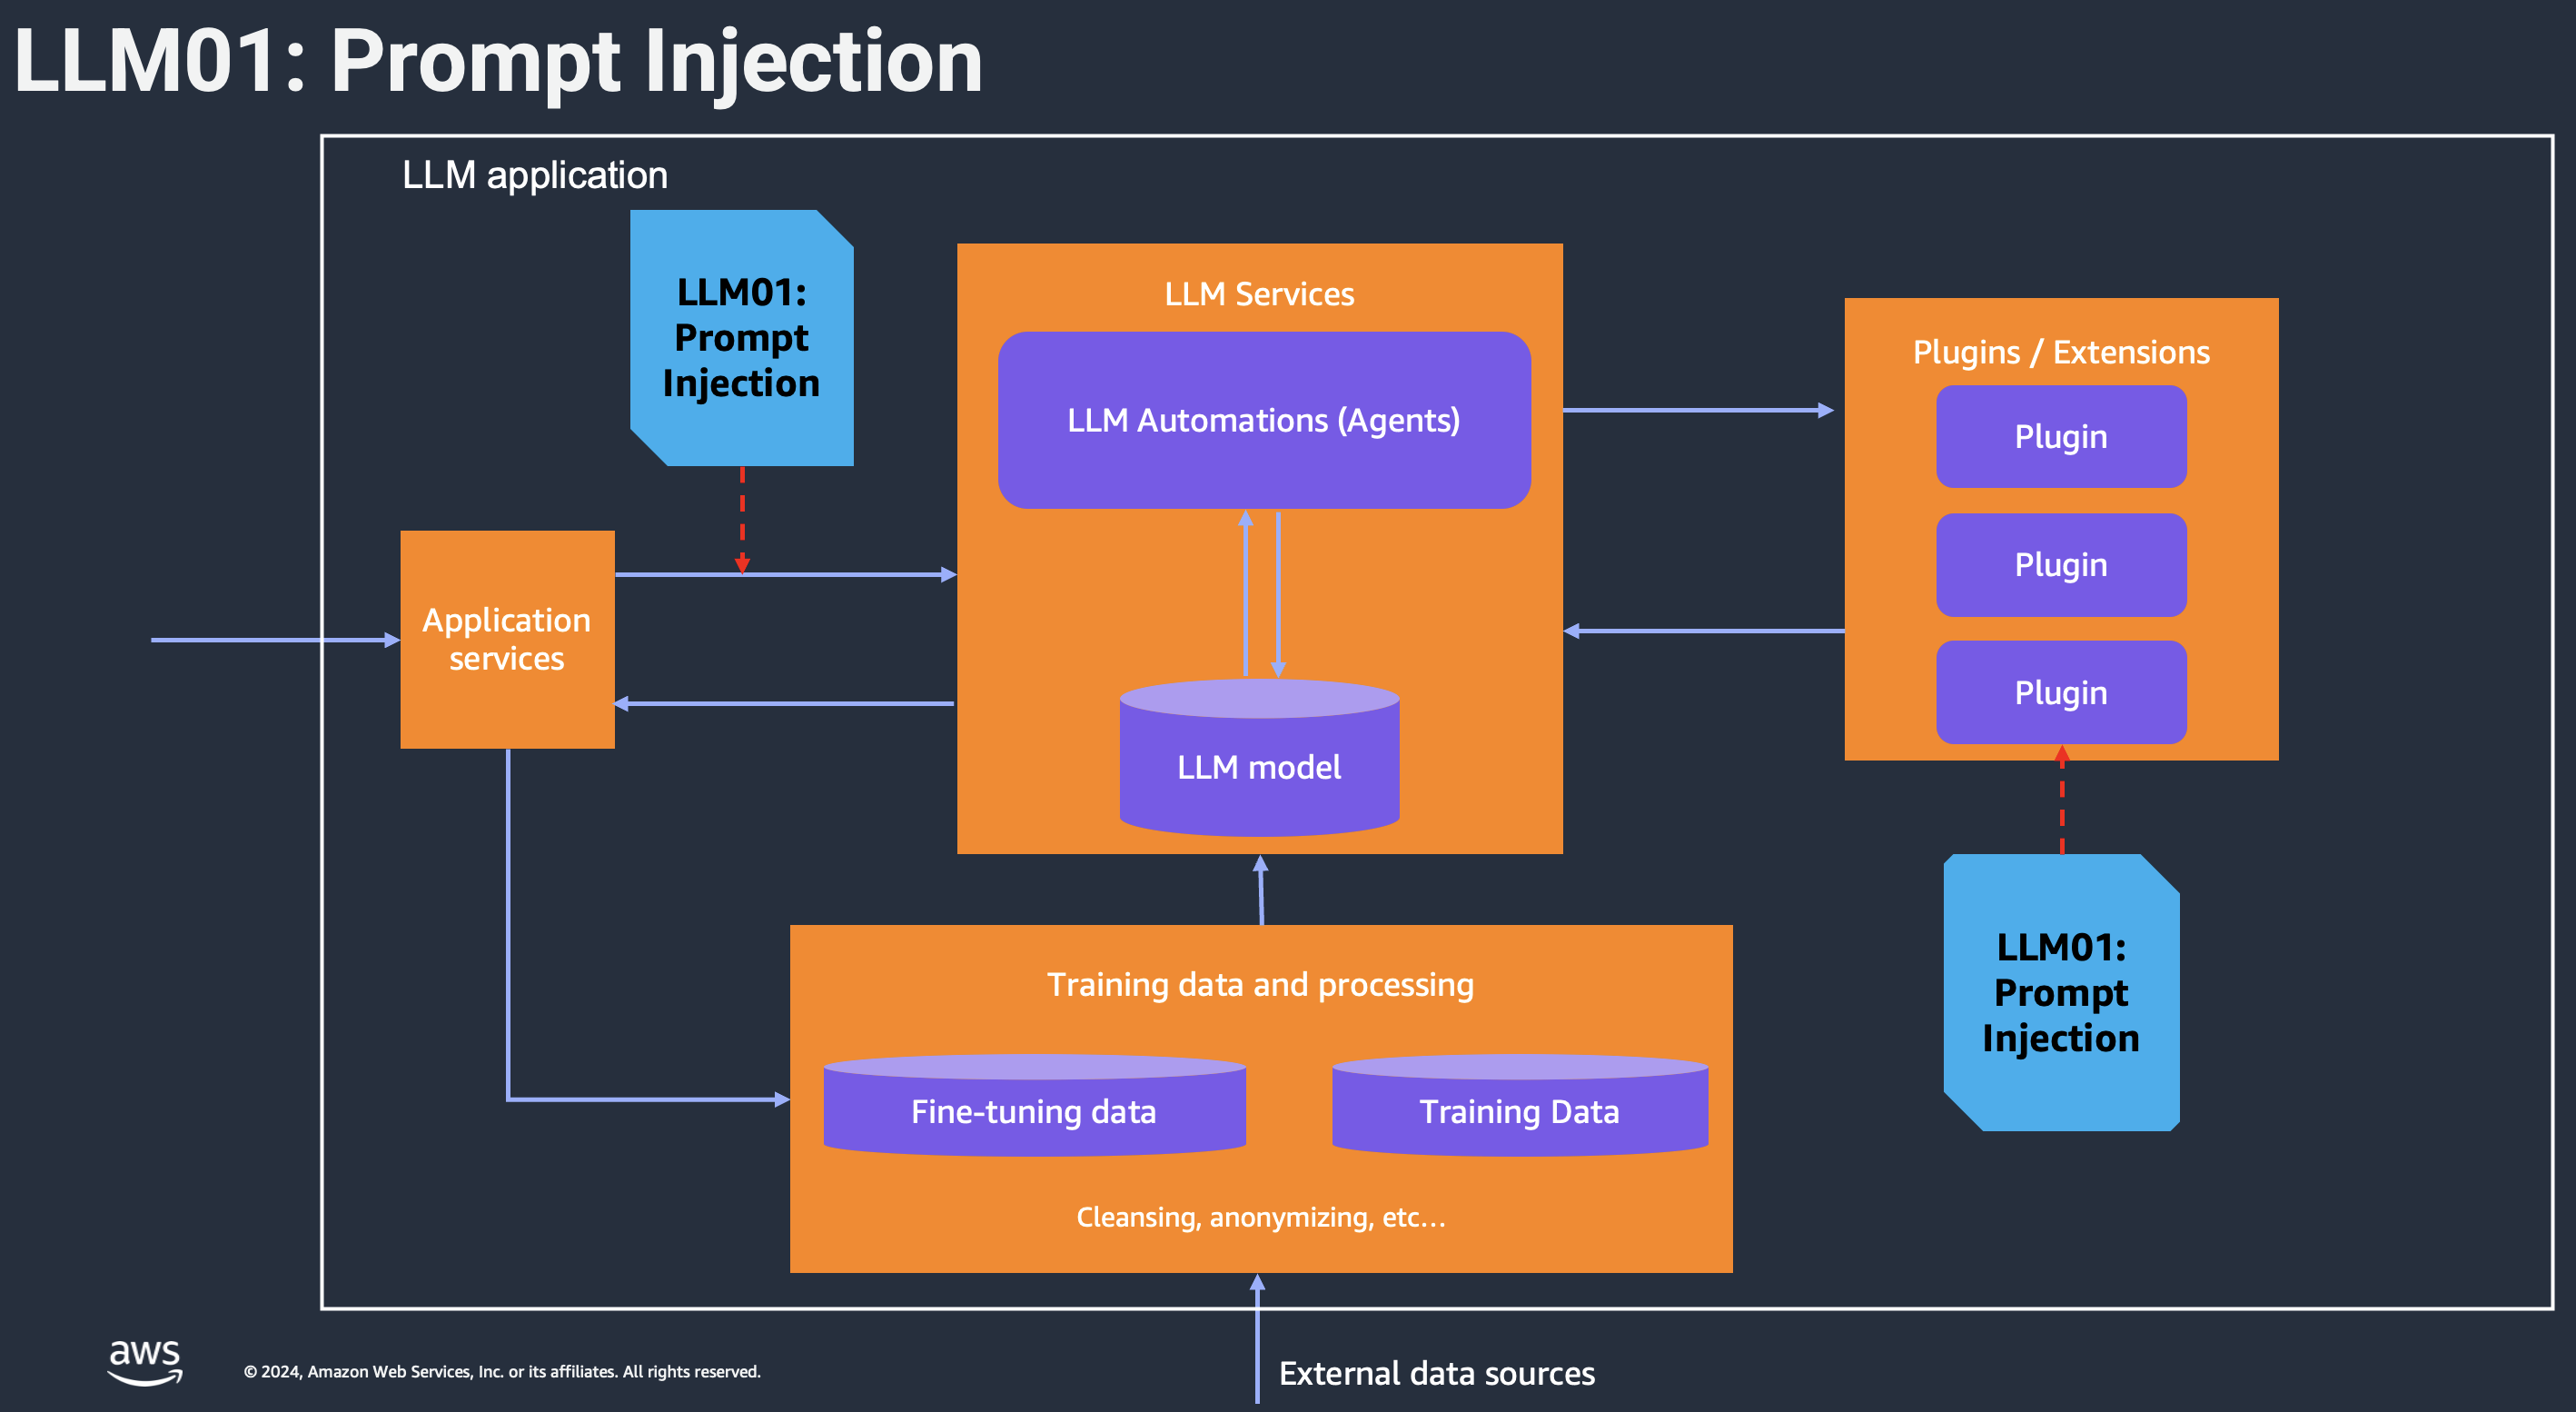 LLM01: Prompt Injection
LLM application
LLM01:
Prompt
Injection
LLM Services
LLM Automations (Agents)
LLM model
Plugins / Extensions
Plugin
Plugin
Plugin
Application
services
LLM01:
Prompt
Injection
Training data and processing
Fine-tuning data
Training Data
Cleansing, anonymizing, etc...
aws
© 2024, Amazon Web Services, Inc. or its affiliates. All rights reserved.
External data sources